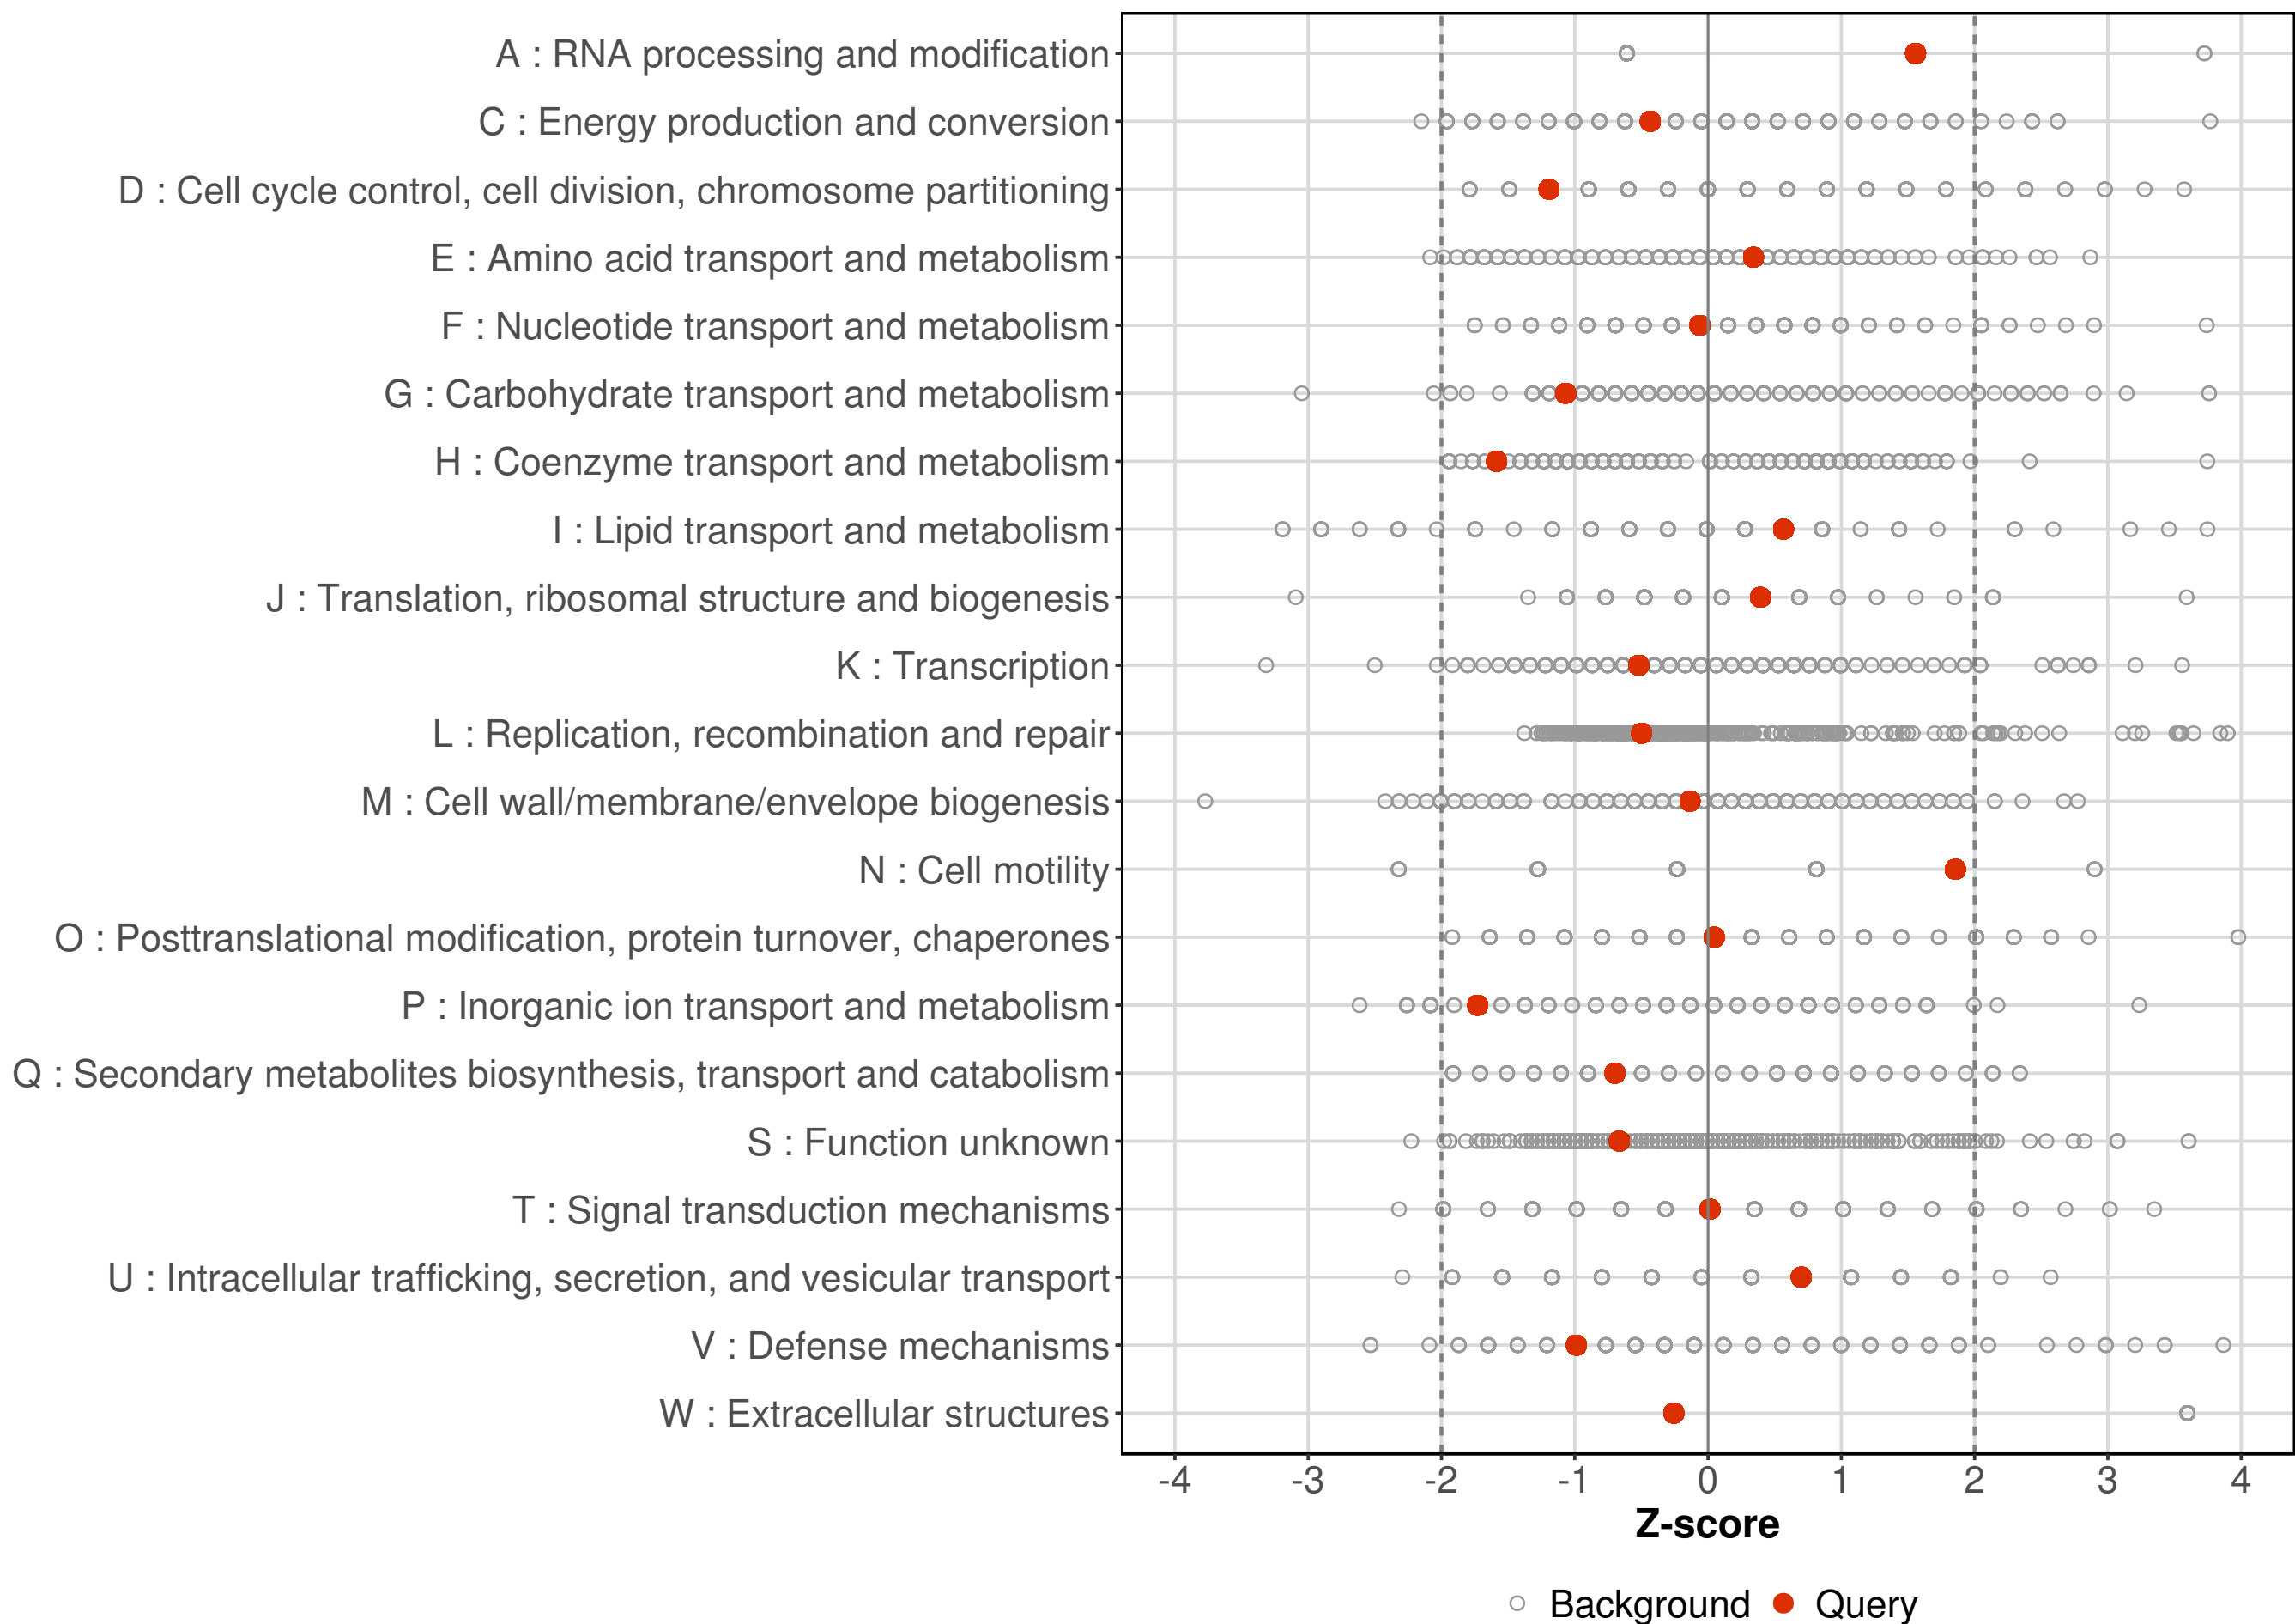 A : RNA processing and modification
C : Energy production and conversion
D : Cell cycle control, cell division, chromosome partitioning
E : Amino acid transport and metabolism
F : Nucleotide transport and metabolism
G : Carbohydrate transport and metabolism
H : Coenzyme transport and metabolism
I : Lipid transport and metabolism
J : Translation, ribosomal structure and biogenesis
K : Transcription
L : Replication, recombination and repair
M : Cell wall/membrane/envelope biogenesis
N : Cell motility
O : Posttranslational modification, protein turnover, chaperones
P : Inorganic ion transport and metabolism
Q : Secondary metabolites biosynthesis, transport and catabolism
S : Function unknown
T : Signal transduction mechanisms
U : Intracellular trafficking, secretion, and vesicular transport
V : Defense mechanisms
W : Extracellular structures
-4 -3 -2 -1 0 1 2 3 4
Z-score
Background Query